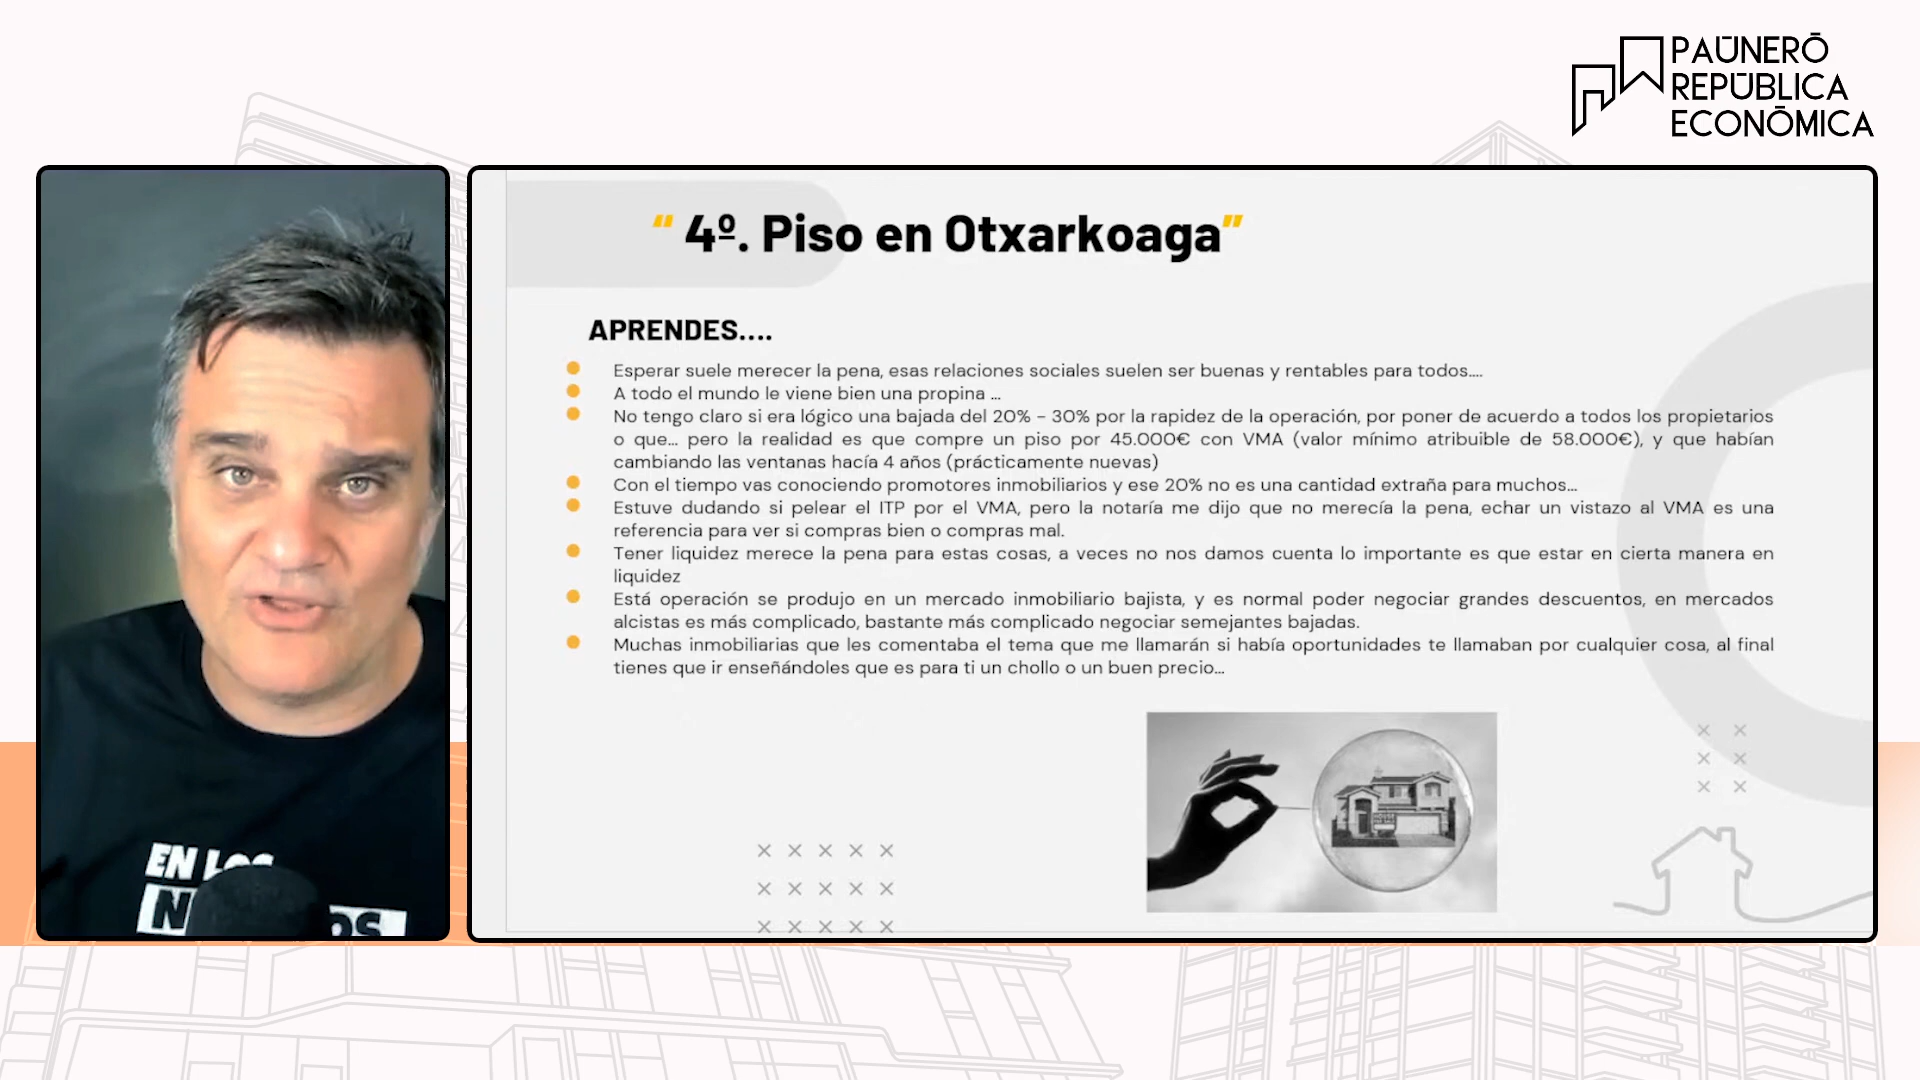 PAŪNERŌ
REPŪBLICA
ECONŌMICA
“ 4º. Piso en Otxarkoaga”
APRENDES....
Esperar suele merecer la pena, esas relaciones sociales suelen ser buenas y rentables para todos....
A todo el mundo le viene bien una propina ...
No tengo claro si era lógico una bajada del 20% - 30% por la rapidez de la operación, por poner de acuerdo a todos los propietarios
o que... pero la realidad es que compre un piso por 45.000€ con VMA (valor mínimo atribuible de 58.000€), y que habían
cambiando las ventanas hacía 4 años (prácticamente nuevas)
Con el tiempo vas conociendo promotores inmobiliarios y ese 20% no es una cantidad extraña para muchos...
Estuve dudando si pelear el ITP por el VMA, pero la notaría me dijo que no merecía la pena, echar un vistazo al VMA es una
referencia para ver si compras bien o compras mal.
Tener liquidez merece la pena para estas cosas, a veces no nos damos cuenta lo importante es que estar en cierta manera en
liquidez
Está operación se produjo en un mercado inmobiliario bajista, y es normal poder negociar grandes descuentos, en mercados
alcistas es más complicado, bastante más complicado negociar semejantes bajadas.
Muchas inmobiliarias que les comentaba el tema que me llamarán si había oportunidades te llamaban por cualquier cosa, al final
tienes que ir enseñándoles que es para ti un chollo o un buen precio...
EN LOS